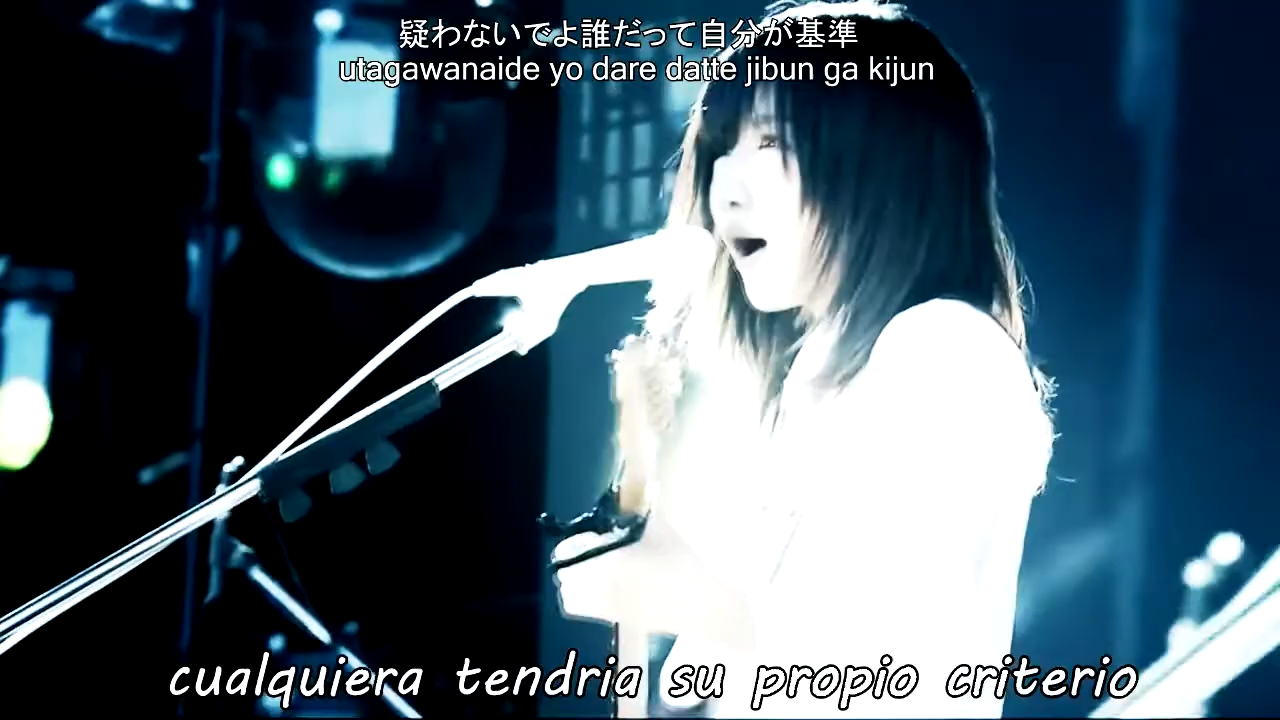 疑わないでよ誰だって自分が基準
utagawanaide yo dare datte jibun ga kijun
cualquiera tendria su propio criterio